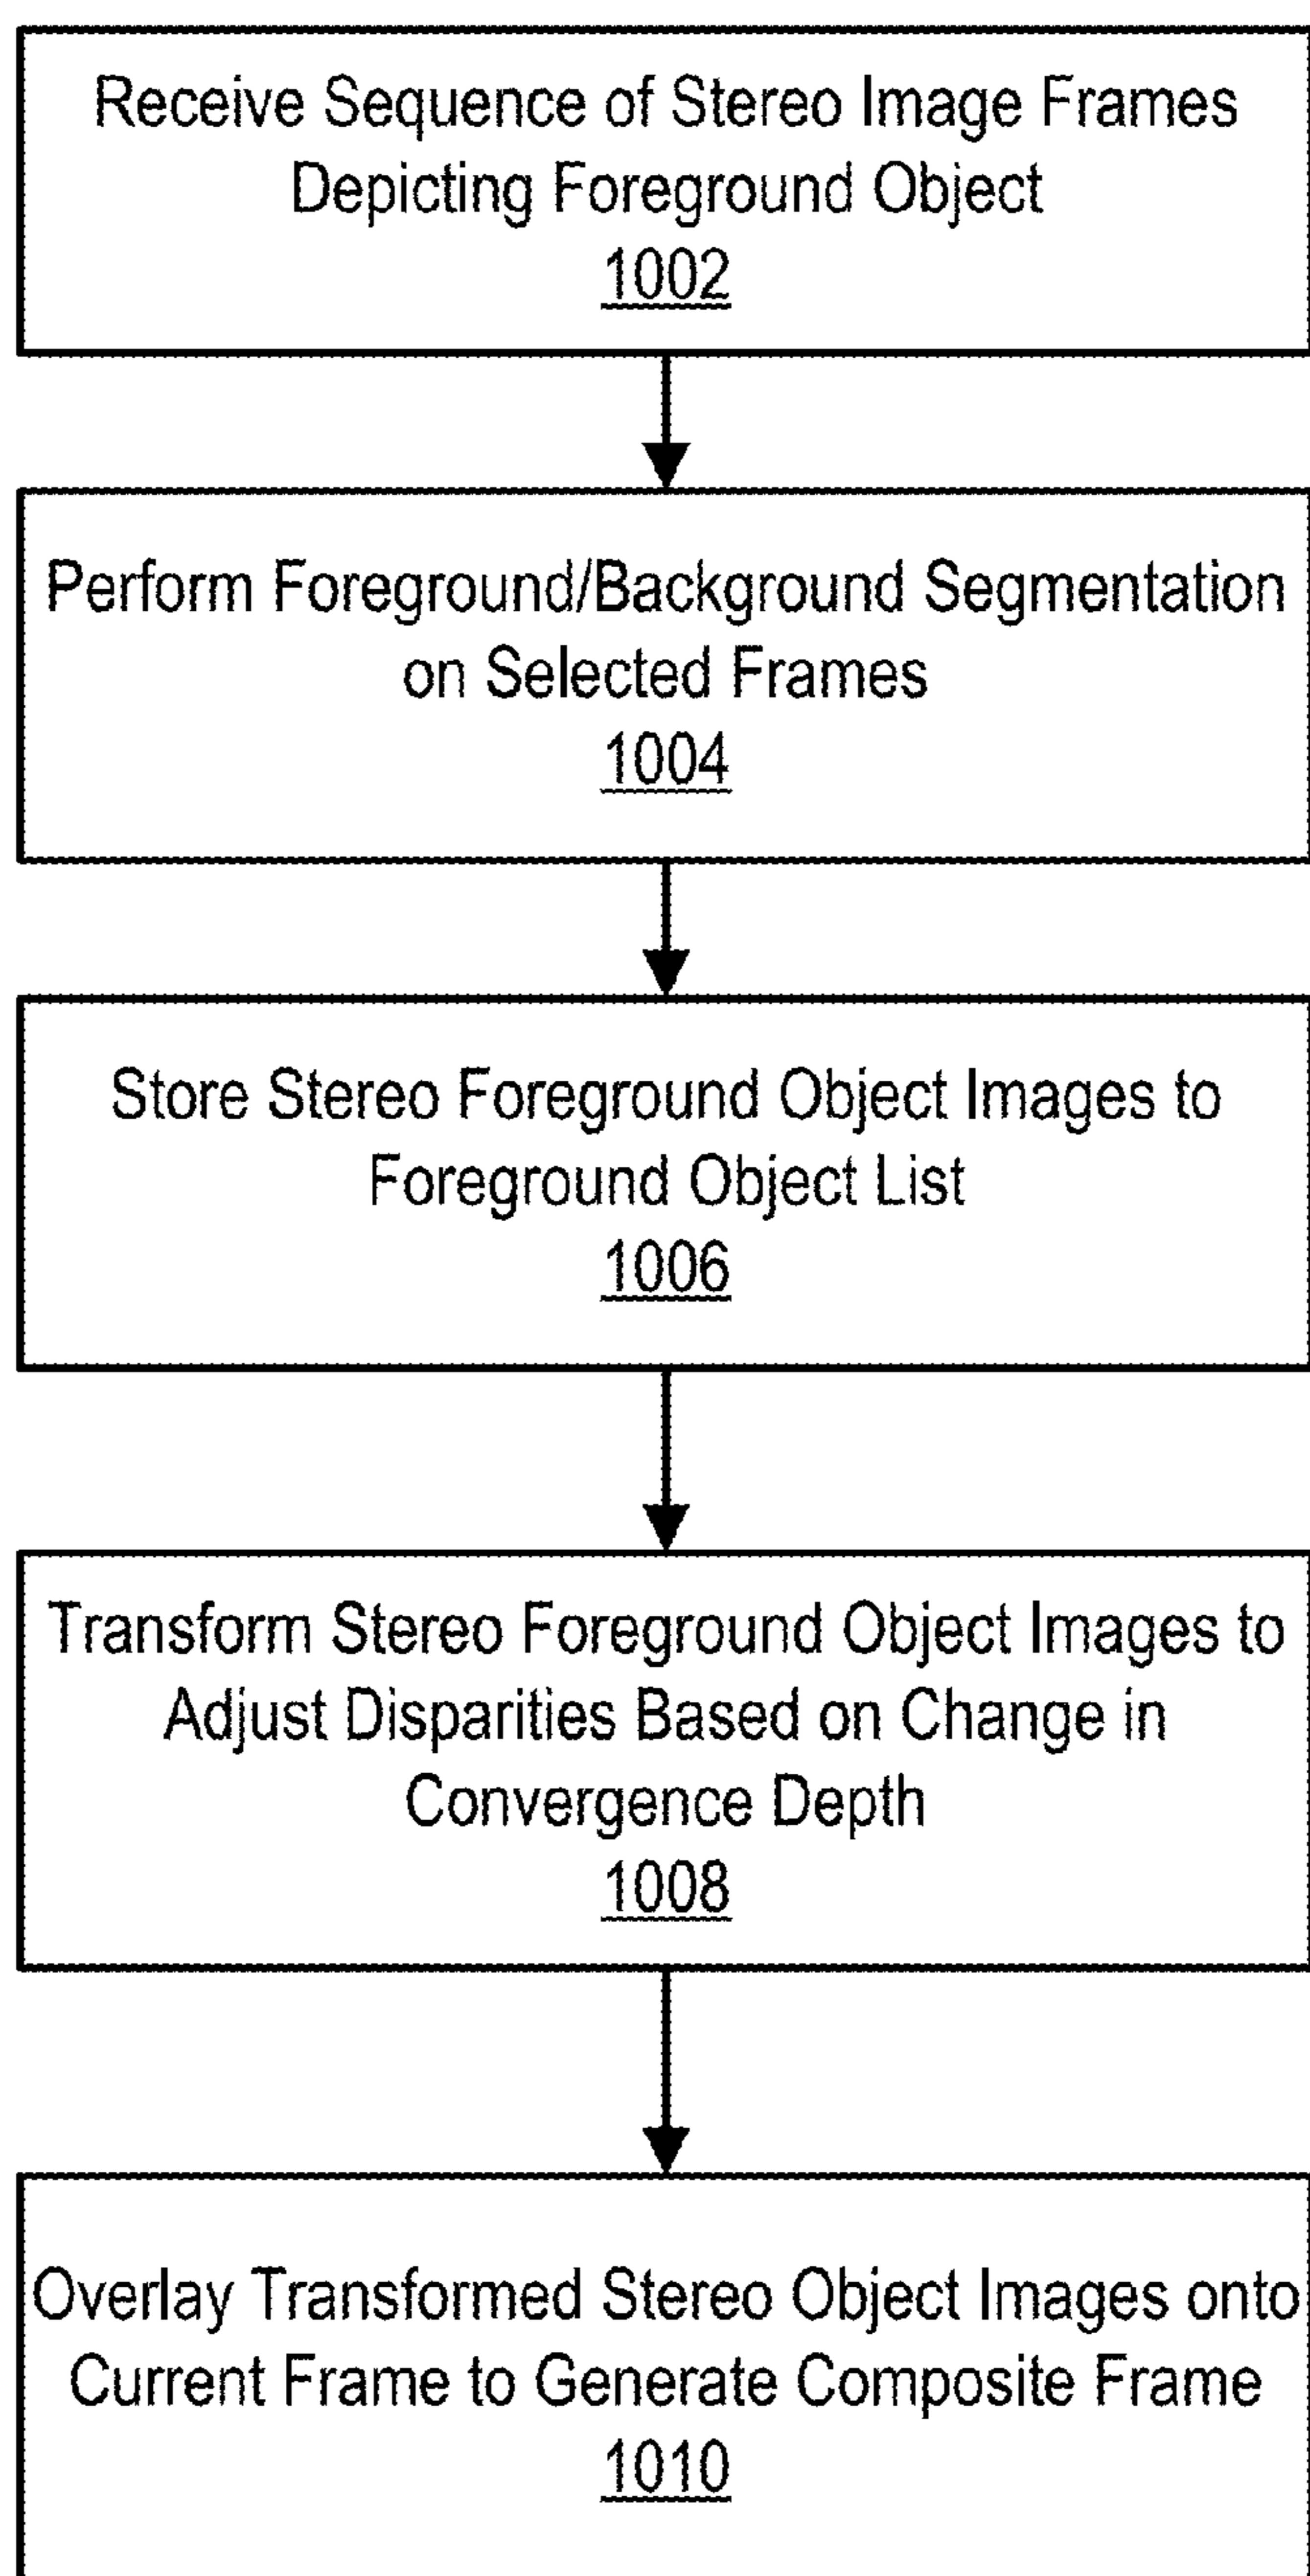 Receive Sequence of Stereo Image Frames
Depicting Foreground Object
1002
Perform Foreground/Background Segmentation
on Selected Frames
1004
Store Stereo Foreground Object Images to
Foreground Object List
1006
Transform Stereo Foreground Object Images to
Adjust Disparities Based on Change in
Convergence Depth
1008
Overlay Transformed Stereo Object Images onto
Current Frame to Generate Composite Frame
1010